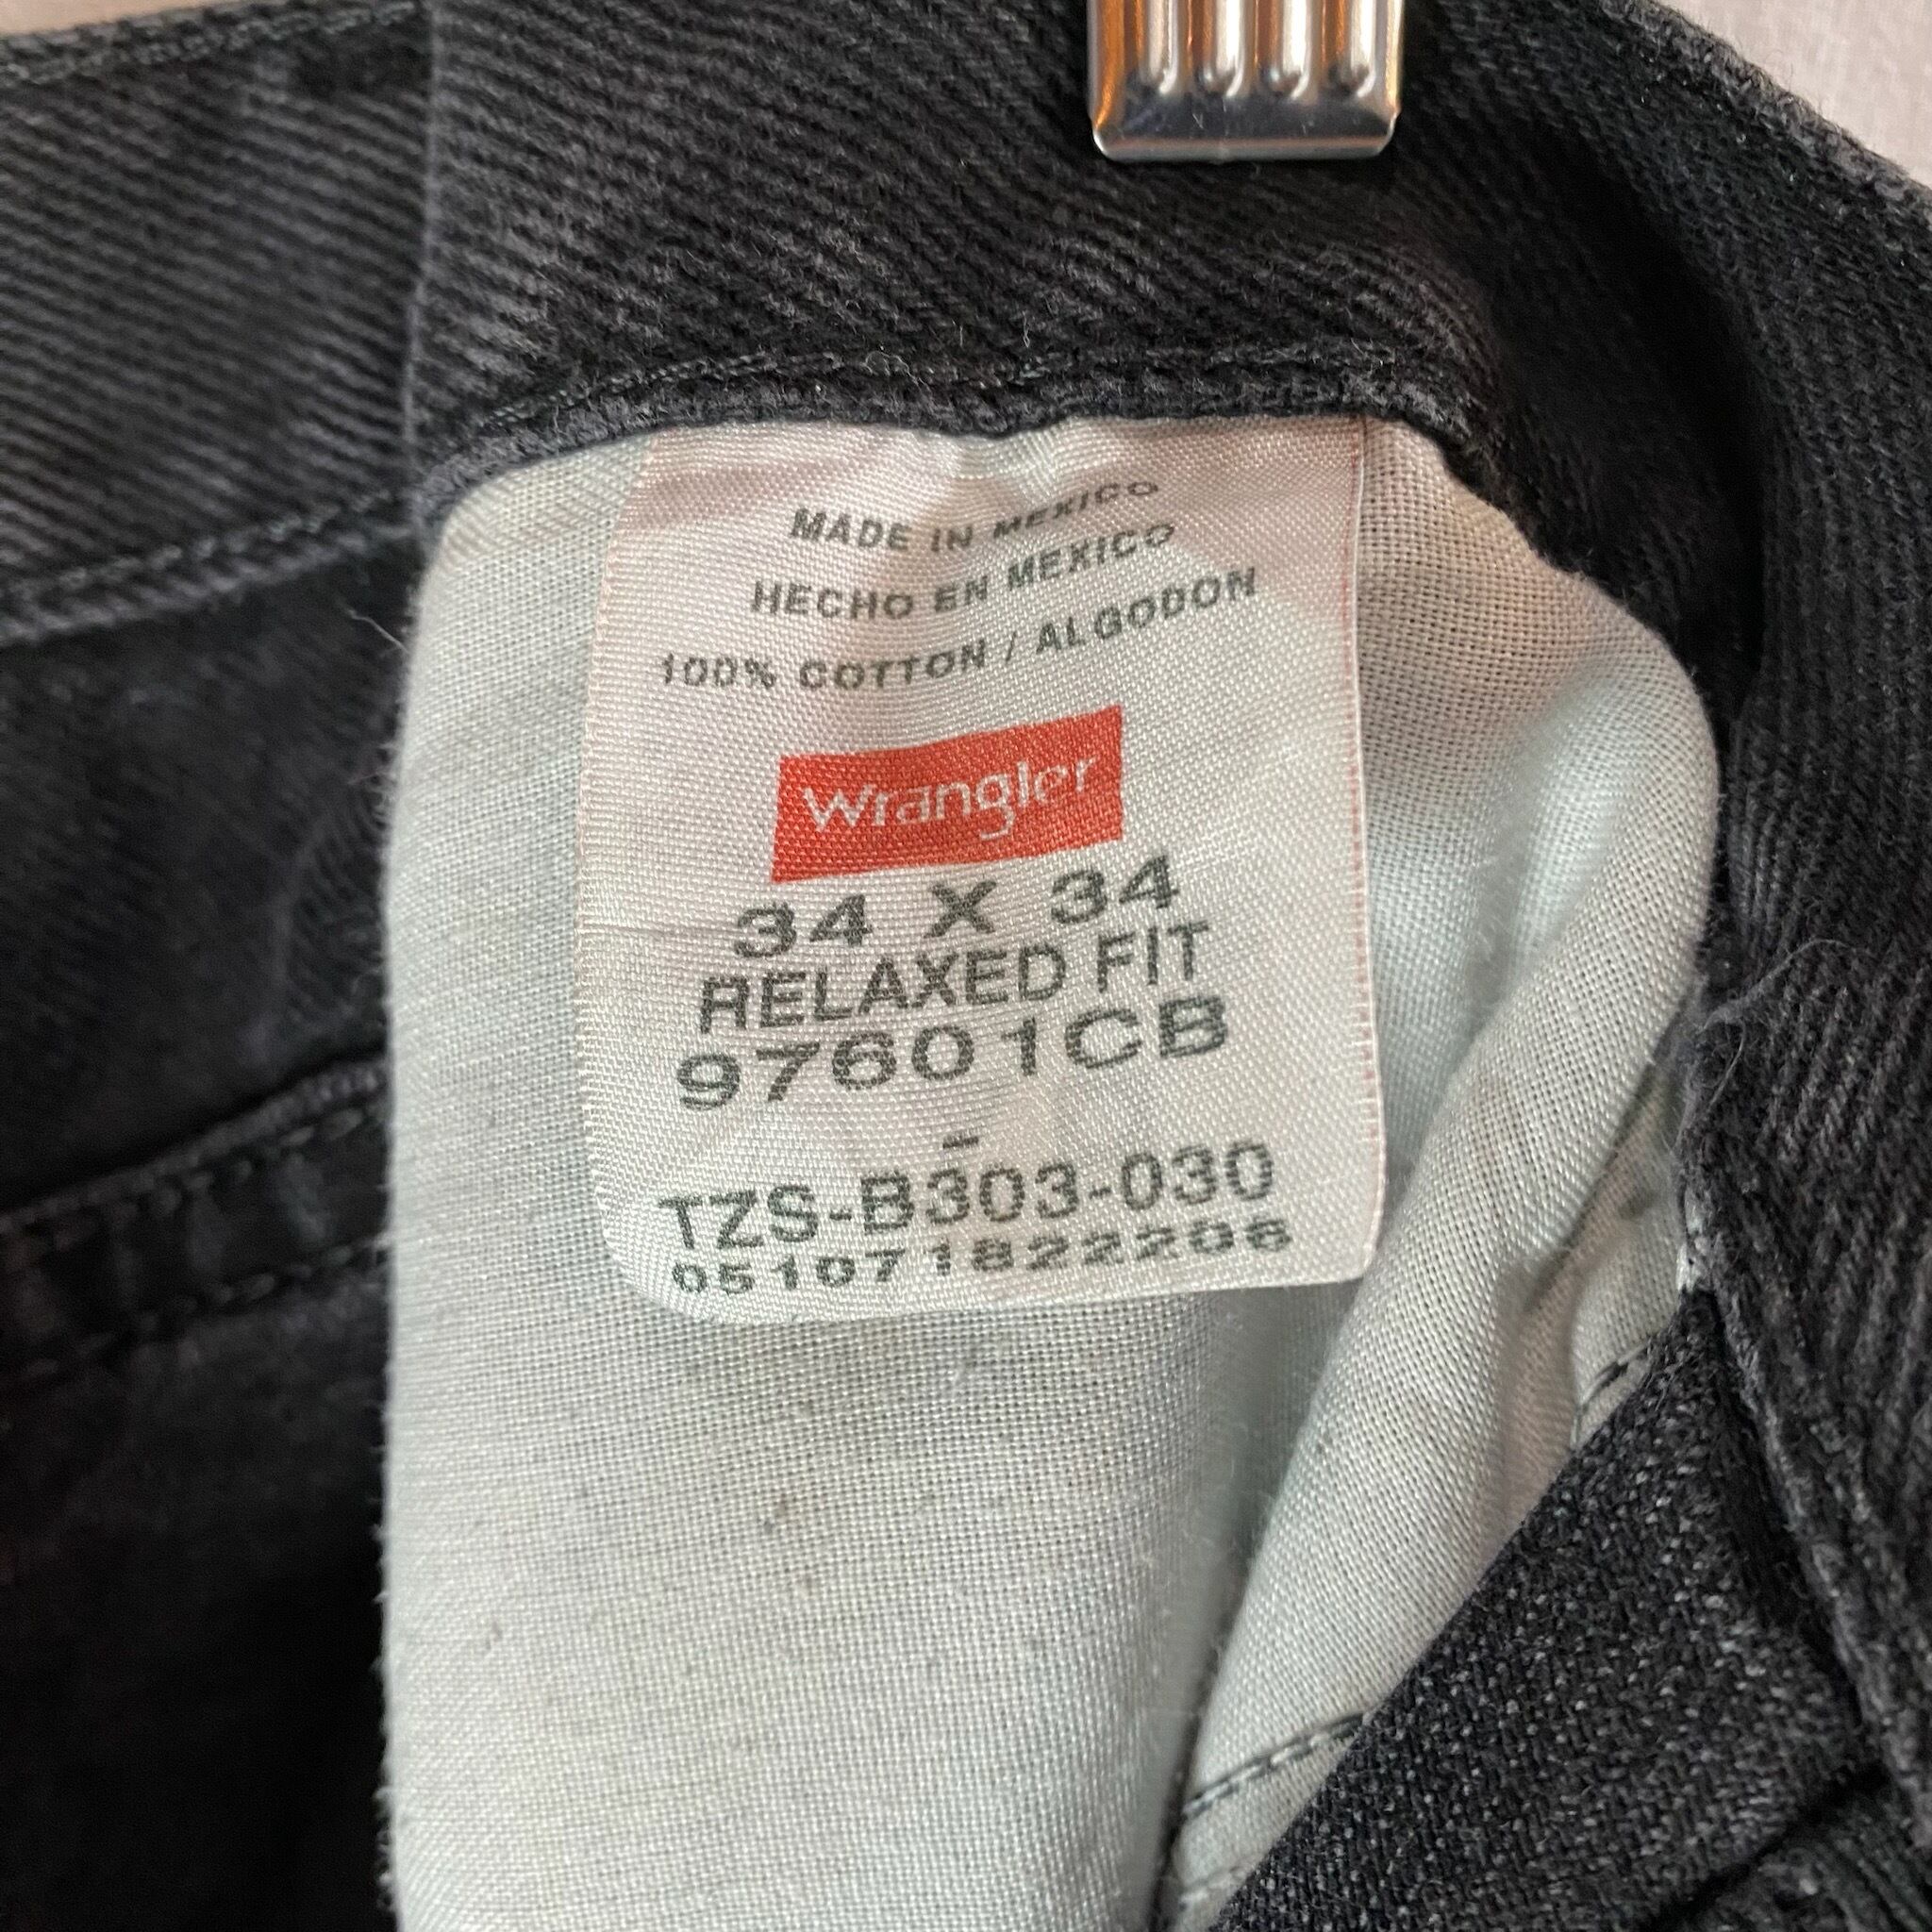 MADE IN MEXICO
HECHO EN MEXICO
100% COTTON / ALGODON
Wrangler
34 X 34
RELAXED FIT
97601CB
-
TZS-B303-030
051071822206